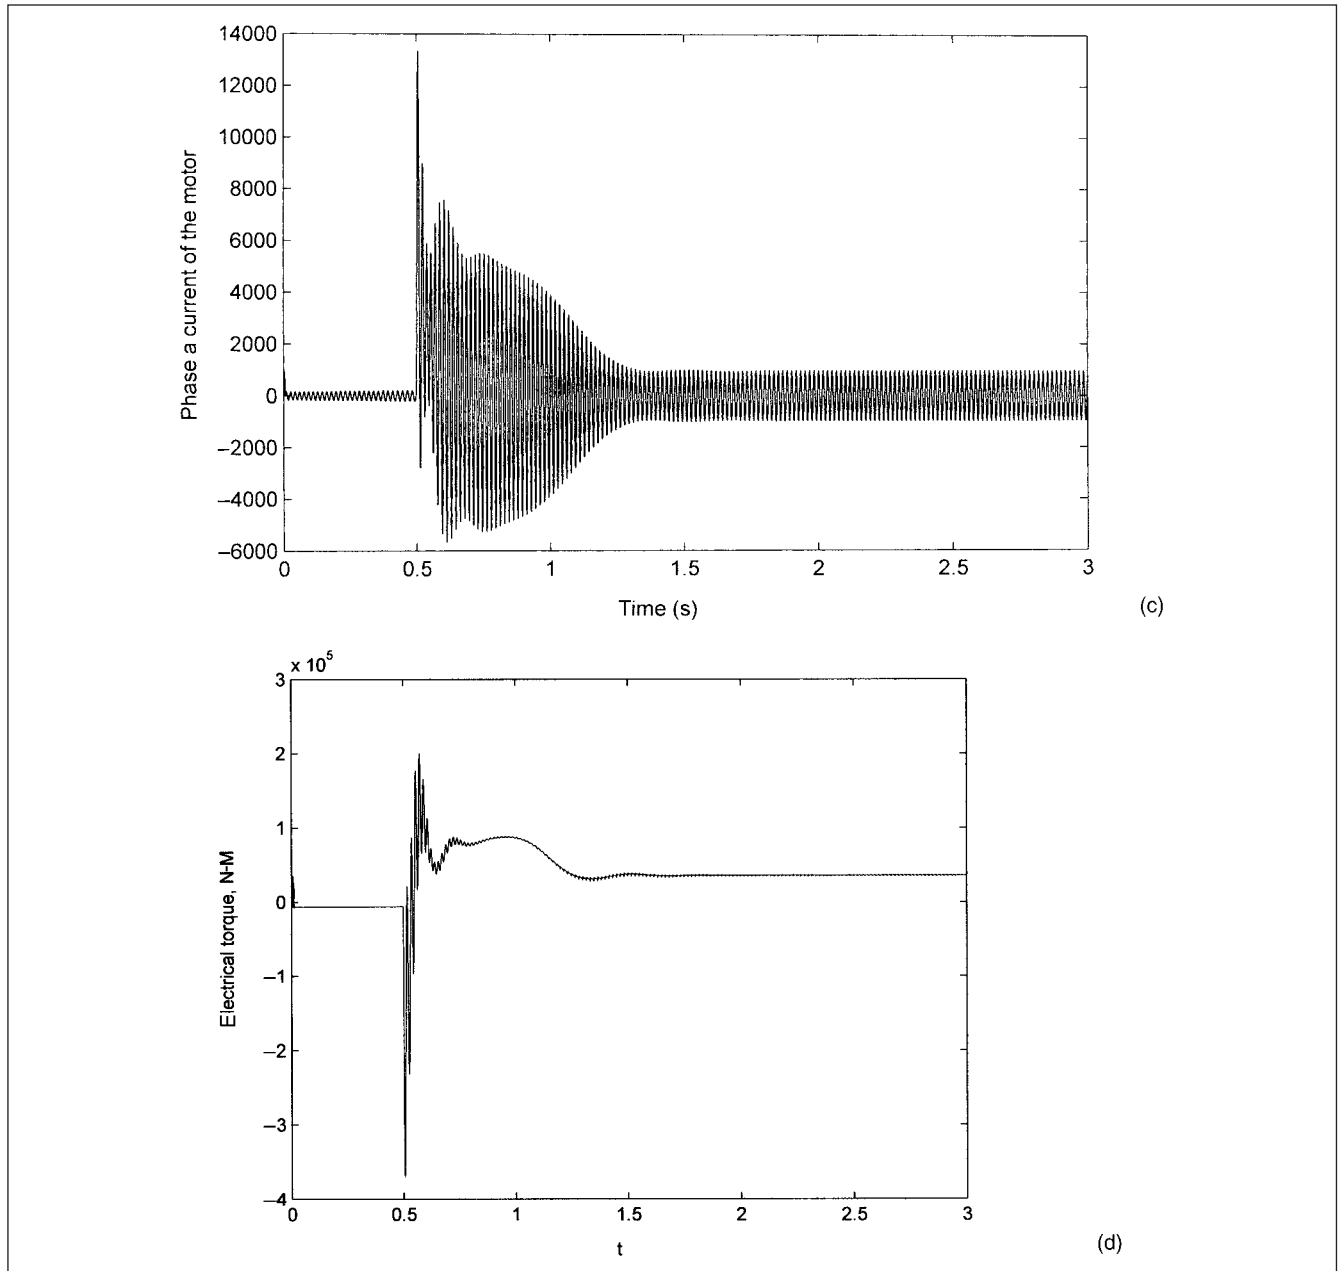 14000
12000
10000
8000
6000
4000
2000
0
–2000
–4000
–6000
Phase a current of the motor
0 0.5 1 1.5 2 2.5 3
Time (s)
(c)
x 10^5
3
2
1
0
–1
–2
–3
–4
Electrical torque, N-M
0 0.5 1 1.5 2 2.5 3
t
(d)